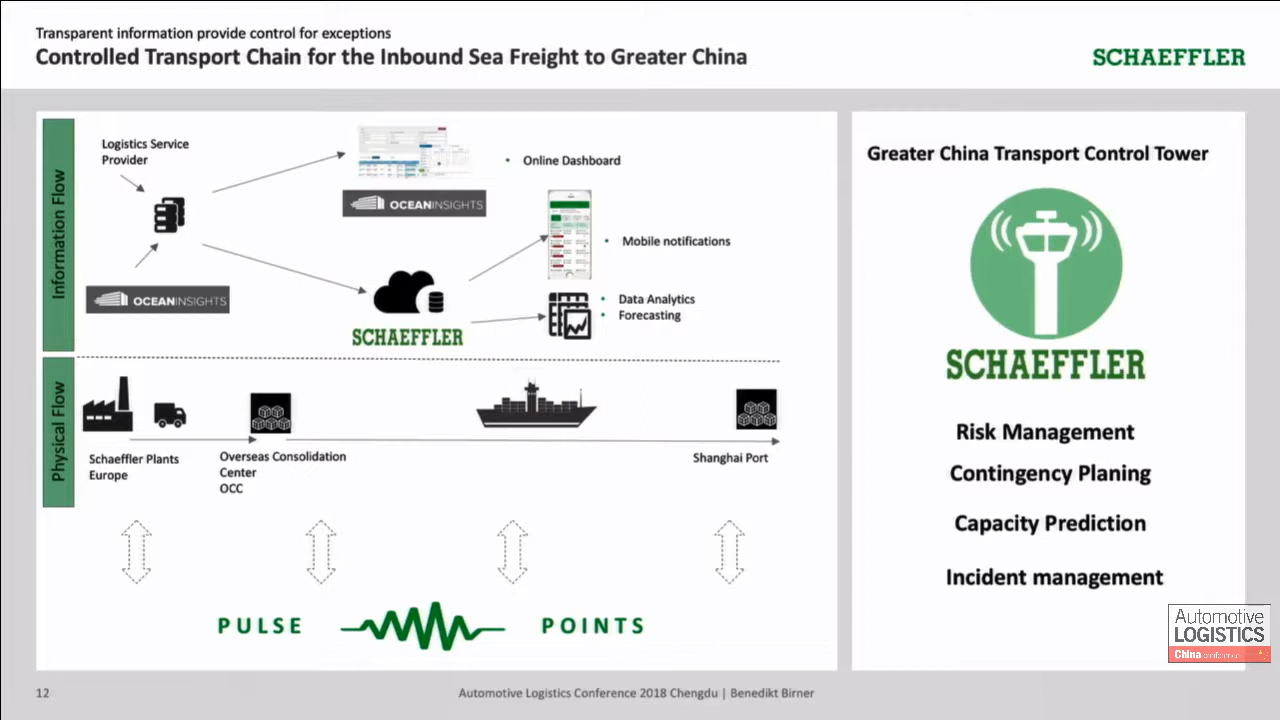 Transparent information provide control for exceptions
Controlled Transport Chain for the Inbound Sea Freight to Greater China
SCHAEFFLER
Information Flow
Logistics Service
Provider
OCEANINSIGHTS
OCEANINSIGHTS
• Online Dashboard
• Mobile notifications
SCHAEFFLER
• Data Analytics
• Forecasting
Physical Flow
Schaeffler Plants
Europe
Overseas Consolidation
Center
OCC
Shanghai Port
PULSE
POINTS
Greater China Transport Control Tower
SCHAEFFLER
Risk Management
Contingency Planing
Capacity Prediction
Incident management
Automotive
LOGISTICS
China conference
12
Automotive Logistics Conference 2018 Chengdu | Benedikt Birner